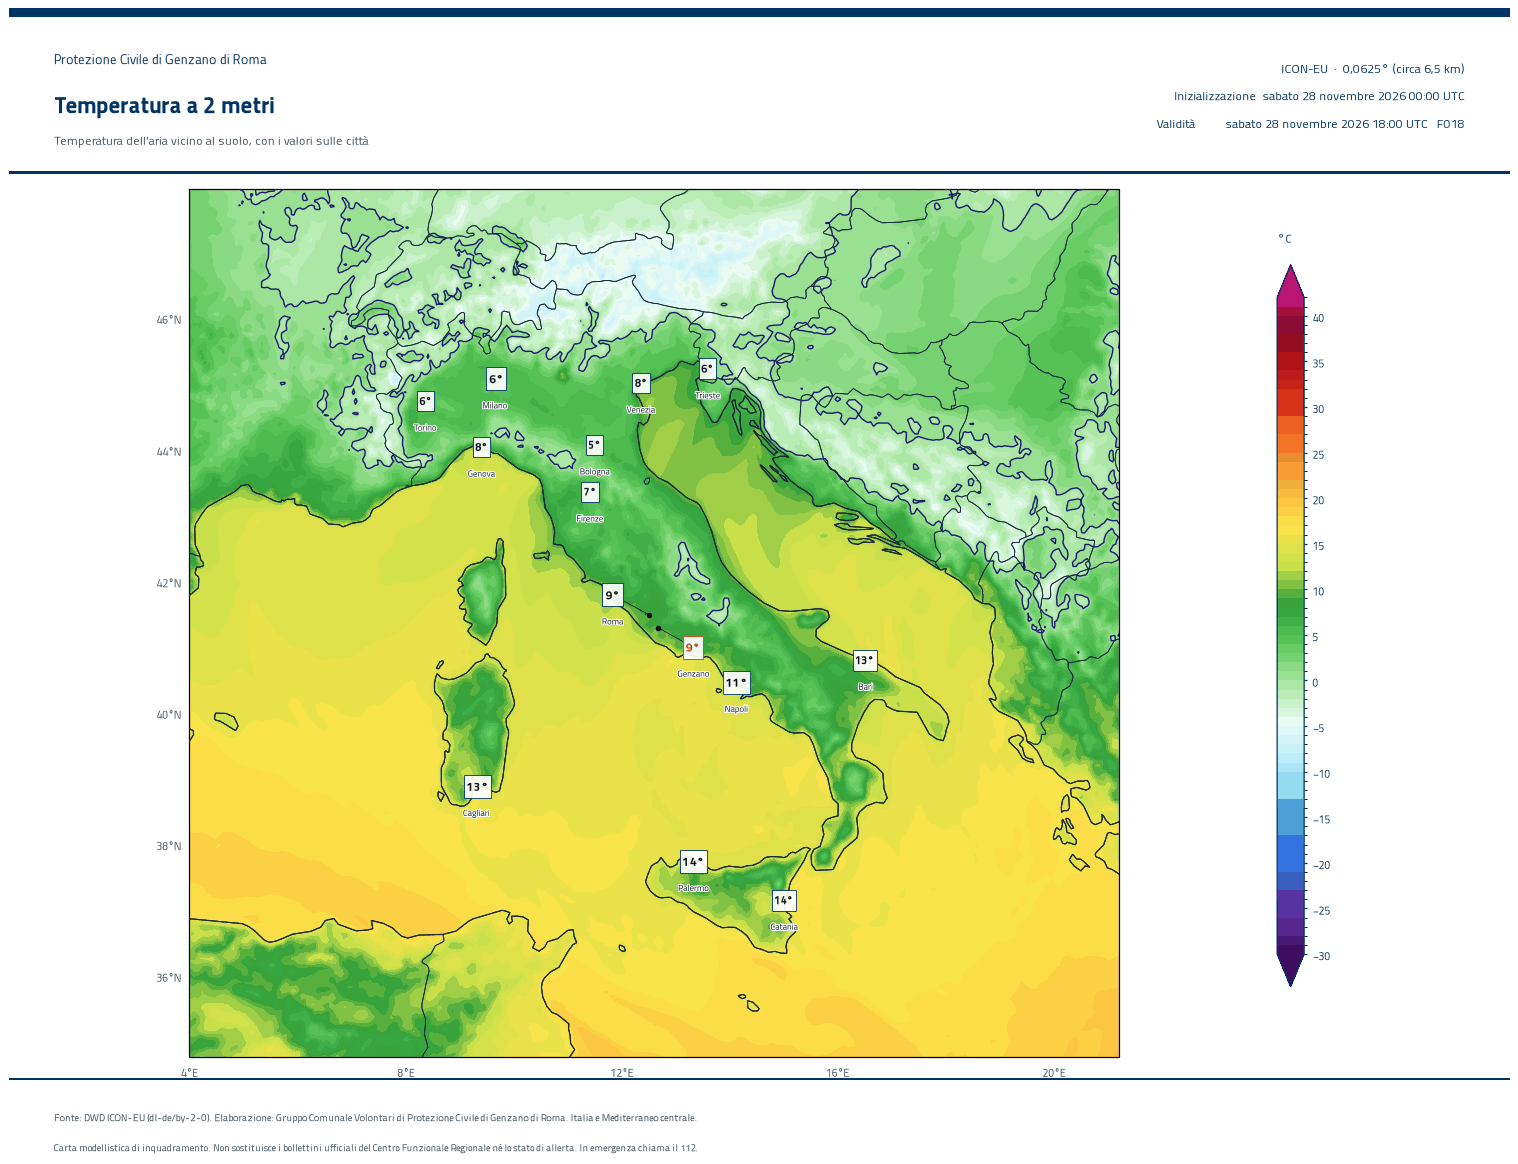 Protezione Civile di Genzano di Roma
Temperatura a 2 metri
Temperatura dell'aria vicino al suolo, con i valori sulle città
ICON-EU · 0,0625° (circa 6,5 km)
Inizializzazione sabato 28 novembre 2026 00:00 UTC
Validità sabato 28 novembre 2026 18:00 UTC F018
°C
40
35
30
25
20
15
10
5
0
−5
−10
−15
−20
−25
−30
46°N
44°N
42°N
40°N
38°N
36°N
4°E
8°E
12°E
16°E
20°E
6°
Trieste
6°
Milano
8°
Venezia
6°
Torino
8°
Genova
5°
Bologna
7°
Firenze
9°
Roma
9°
Genzano
13°
Bari
11°
Napoli
13°
Cagliari
14°
Palermo
14°
Catania
Fonte: DWD ICON-EU (dl-de/by-2-0). Elaborazione: Gruppo Comunale Volontari di Protezione Civile di Genzano di Roma. Italia e Mediterraneo centrale.
Carta modellistica di inquadramento. Non sostituisce i bollettini ufficiali del Centro Funzionale Regionale né lo stato di allerta. In emergenza chiama il 112.